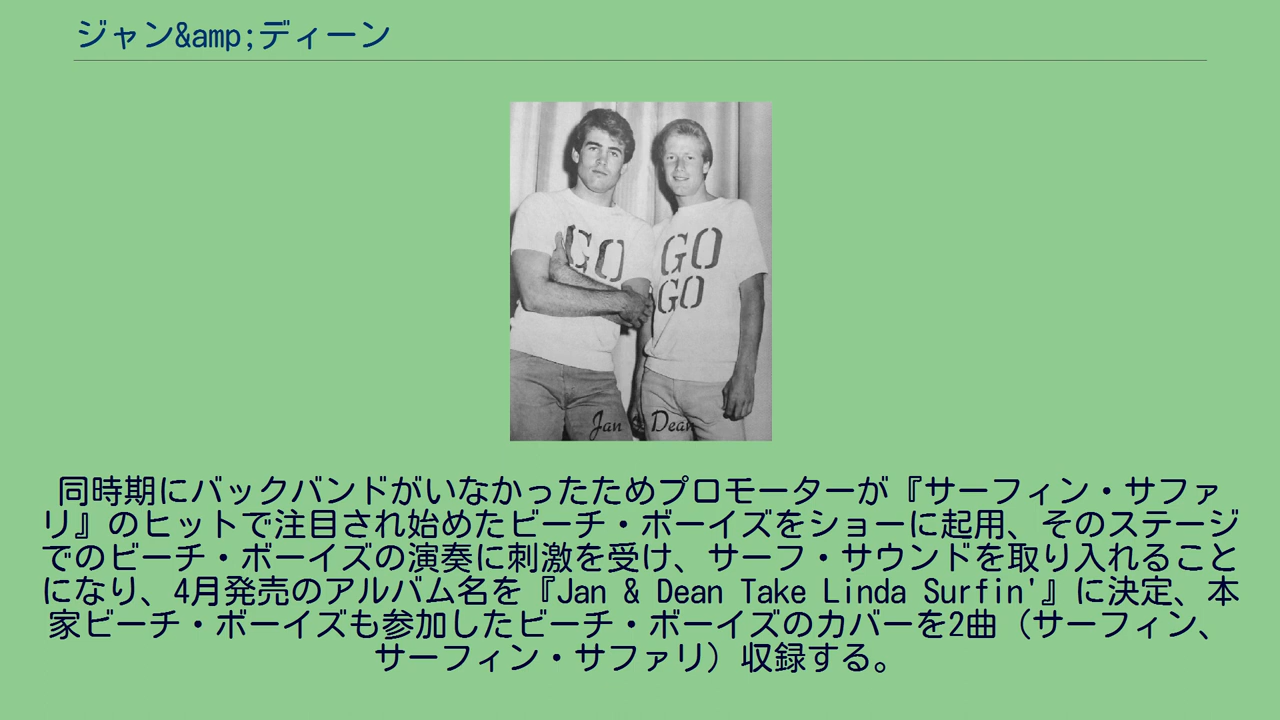 ジャン&amp;ディーン
GO
GO
GO
Jan & Dean
同時期にバックバンドがいなかったためプロモーターが『サーフィン・サファ
リ』のヒットで注目され始めたビーチ・ボーイズをショーに起用、そのステージ
でのビーチ・ボーイズの演奏に刺激を受け、サーフ・サウンドを取り入れること
になり、4月発売のアルバム名を『Jan & Dean Take Linda Surfin'』に決定、本
家ビーチ・ボーイズも参加したビーチ・ボーイズのカバーを2曲（サーフィン、
サーフィン・サファリ）収録する。